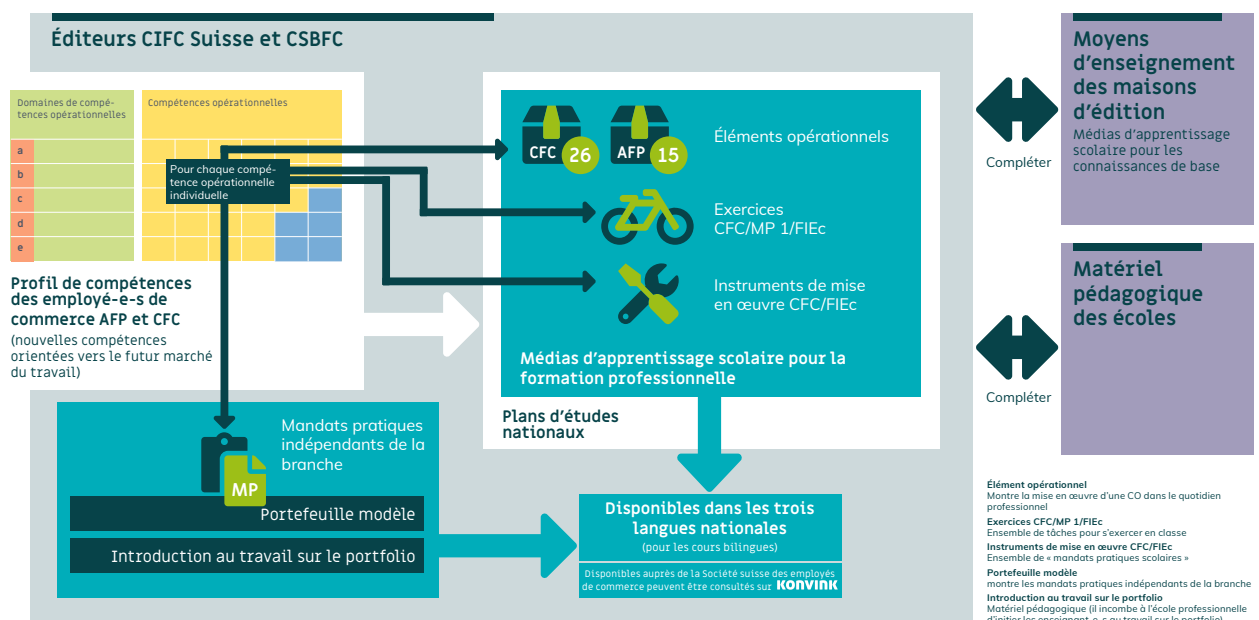 Éditeurs CIFC Suisse et CSBFC
Domaines de compé-
tences opérationnelles
Compétences opérationnelles
a
b
c
d
e
Pour chaque compé-
tence opérationnelle
individuelle
Profil de compétences
des employé-e-s de
commerce AFP et CFC
(nouvelles compétences
orientées vers le futur marché
du travail)
CFC 26
AFP 15
Éléments opérationnels
Exercices
CFC/MP 1/FIEc
Instruments de mise
en œuvre CFC/FIEc
Médias d'apprentissage scolaire pour la
formation professionnelle
Plans d'études
nationaux
Mandats pratiques
indépendants de la
branche
MP
Portefeuille modèle
Introduction au travail sur le portfolio
Disponibles dans les trois
langues nationales
(pour les cours bilingues)
Disponibles auprès de la Société suisse des employés
de commerce peuvent être consultés sur KONVINK
Compléter
Moyens
d'enseignement
des maisons
d'édition
Médias d'apprentissage
scolaire pour les
connaissances de base
Compléter
Matériel
pédagogique
des écoles
Élément opérationnel
Montre la mise en œuvre d'une CO dans le quotidien
professionnel
Exercices CFC/MP 1/FIEc
Ensemble de tâches pour s'exercer en classe
Instruments de mise en œuvre CFC/FIEc
Ensemble de « mandats pratiques scolaires »
Portefeuille modèle
montre les mandats pratiques indépendants de la branche
Introduction au travail sur le portfolio
Matériel pédagogique (il incombe à l'école professionnelle
d'initier les enseignant-e-s au travail sur le portfolio)